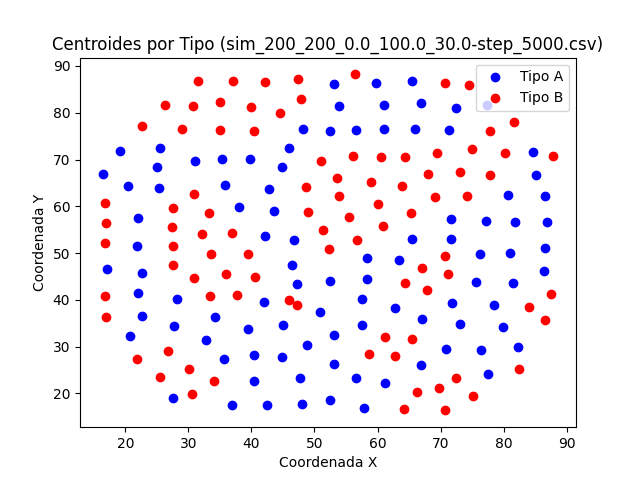 Centroides por Tipo (sim_200_200_0.0_100.0_30.0-step_5000.csv)
Tipo A
Tipo B
90
80
70
60
50
40
30
20
Coordenada Y
20 30 40 50 60 70 80 90
Coordenada X